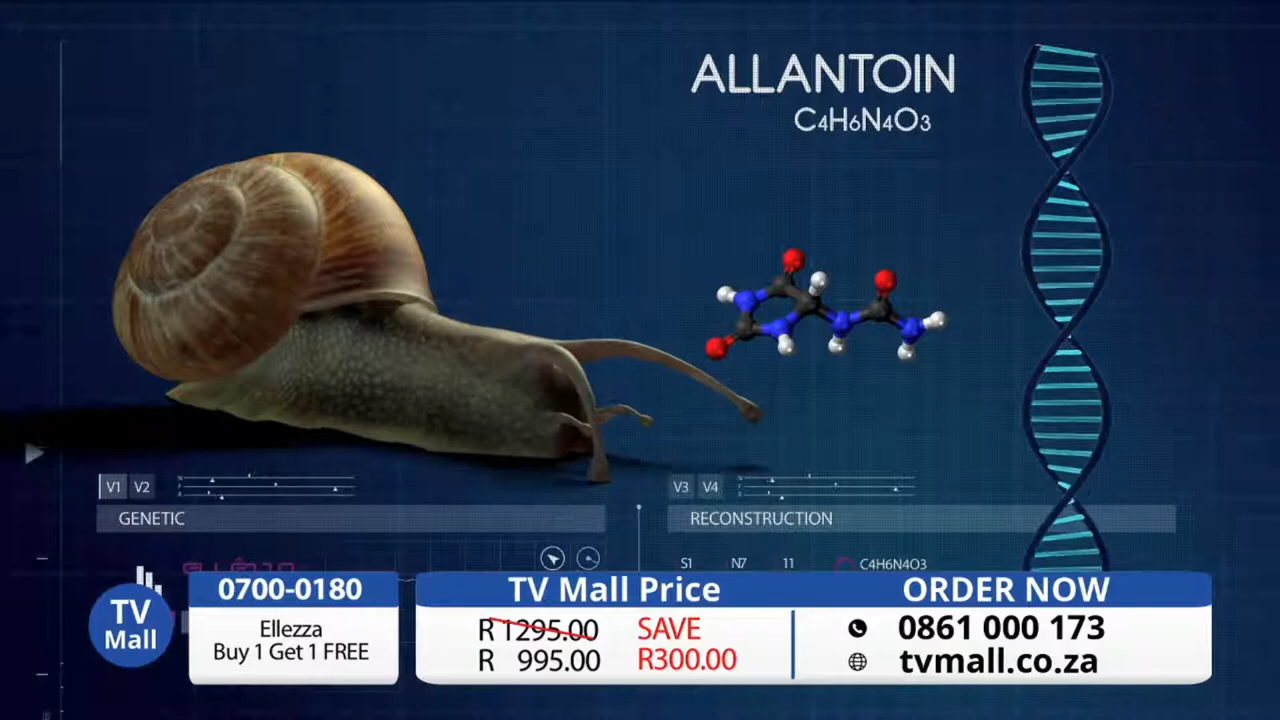 ALLANTOIN
C4H6N4O3
V1 V2
V3 V4
GENETIC
RECONSTRUCTION
S1 N7 11 C4H6N4O3
TV
Mall
0700-0180
Ellezza
Buy 1 Get 1 FREE
TV Mall Price
R 1295.00 SAVE
R 995.00 R300.00
ORDER NOW
0861 000 173
tvmall.co.za